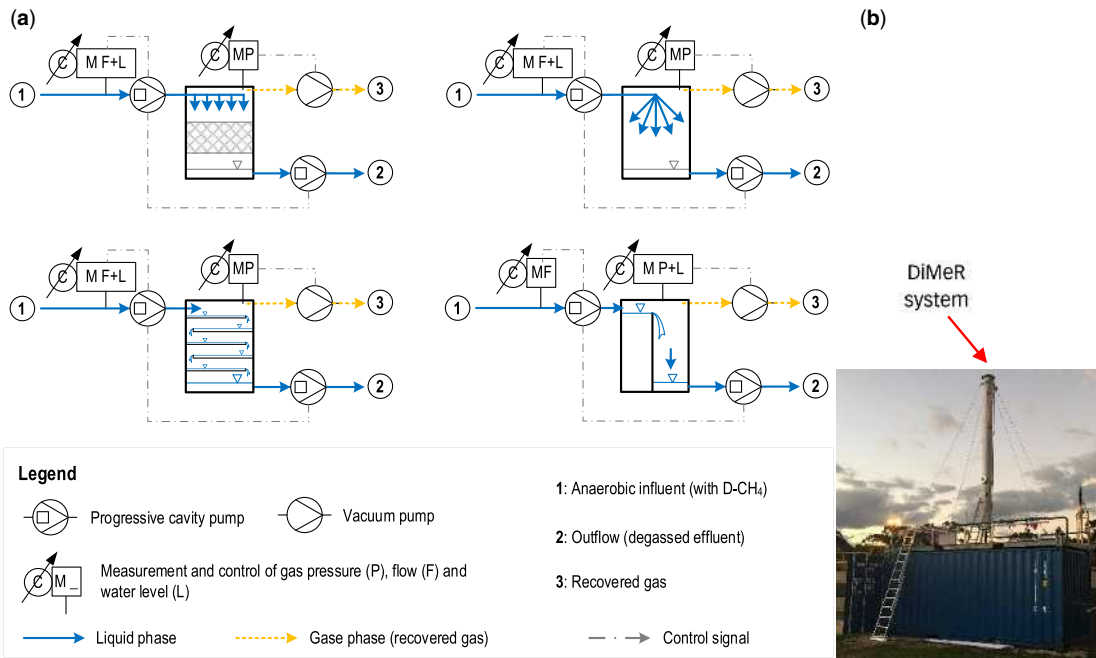 (a)
(b)
C
M F+L
C
MP
1
3
2
C
M F+L
C
MP
1
3
2
C
M F+L
C
MP
1
3
2
C
MF
C
M P+L
1
3
2
DiMeR
system
Legend
Progressive cavity pump
Vacuum pump
C
M _
Measurement and control of gas pressure (P), flow (F) and
water level (L)
Liquid phase
Gase phase (recovered gas)
Control signal
1: Anaerobic influent (with D-CH₄)
2: Outflow (degassed effluent)
3: Recovered gas